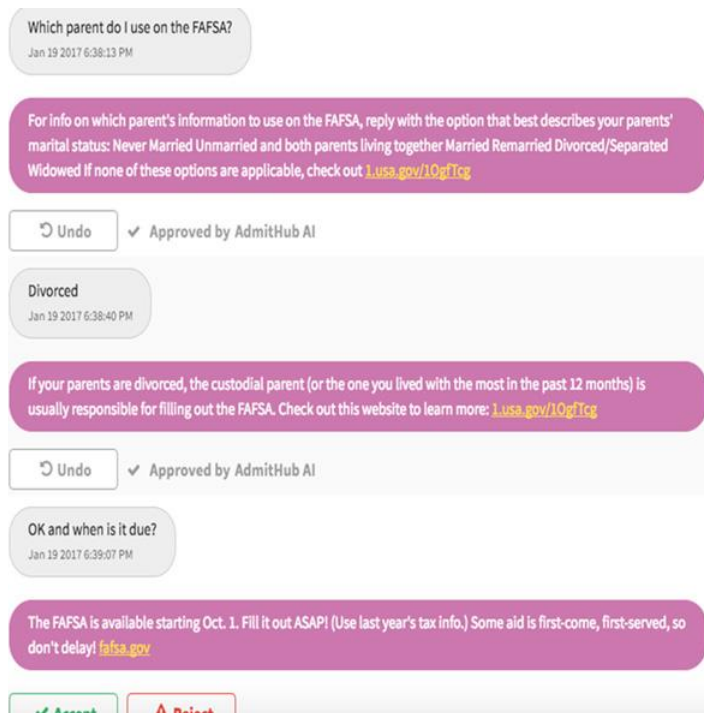 Which parent do I use on the FAFSA?
Jan 19 2017 6:38:13 PM
For info on which parent's information to use on the FAFSA, reply with the option that best describes your parents'
marital status: Never Married Unmarried and both parents living together Married Remarried Divorced/Separated
Widowed If none of these options are applicable, check out 1.usa.gov/1OgfTcg
Undo ✔ Approved by AdmitHub AI
Divorced
Jan 19 2017 6:38:40 PM
If your parents are divorced, the custodial parent (or the one you lived with the most in the past 12 months) is
usually responsible for filling out the FAFSA. Check out this website to learn more: 1.usa.gov/1OgfTcg
Undo ✔ Approved by AdmitHub AI
OK and when is it due?
Jan 19 2017 6:39:07 PM
The FAFSA is available starting Oct. 1. Fill it out ASAP! (Use last year's tax info.) Some aid is first-come, first-served, so
don't delay! fafsa.gov
Accept Reject